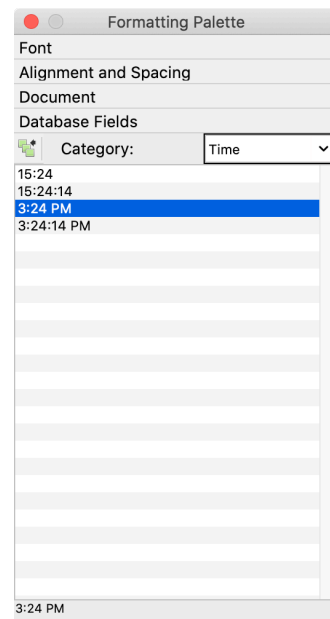 Formatting Palette
Font
Alignment and Spacing
Document
Database Fields
Category: Time
15:24
15:24:14
3:24 PM
3:24:14 PM
3:24 PM